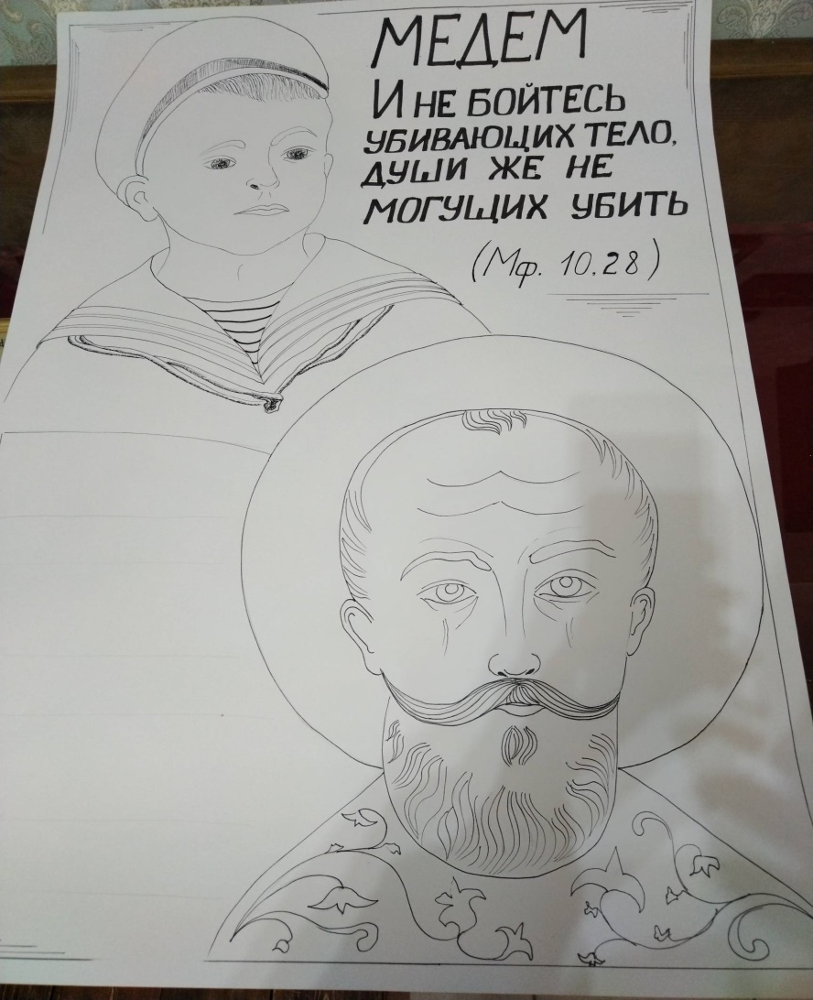 МЕДЕМ
И НЕ БОЙТЕСЬ
УБИВАЮЩИХ ТЕЛО,
ДУШИ ЖЕ НЕ
МОГУЩИХ УБИТЬ
(Мф. 10.28)